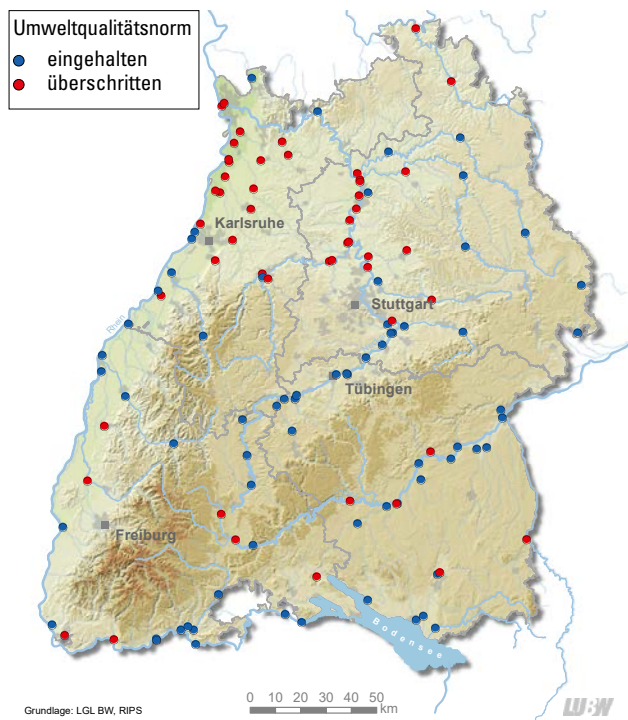 Umweltqualitätsnorm
eingehalten
überschritten
Karlsruhe
Rhein
Stuttgart
Tübingen
Freiburg
Bodensee
Grundlage: LGL BW, RIPS
0 10 20 30 40 50
km
LUBW